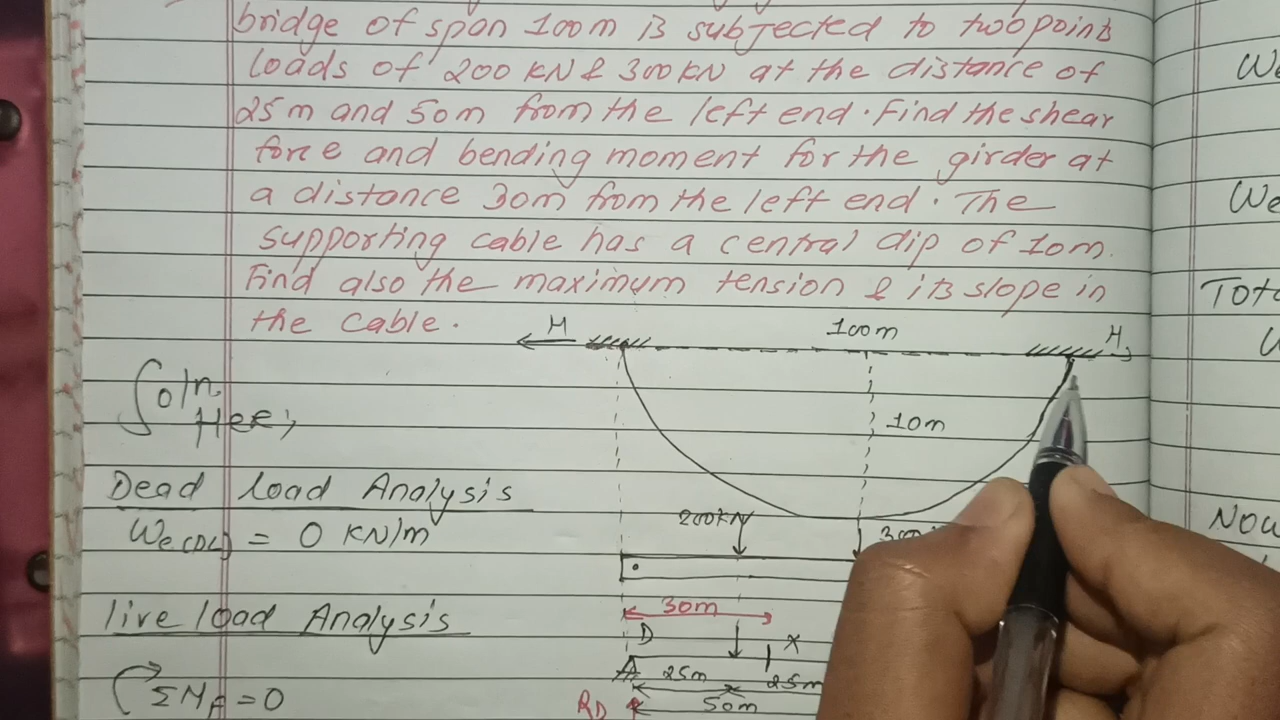 bridge of span 100m is subjected to two point
loads of 200 KN & 300KN at the distance of
25m and 50m from the left end. Find the shear
force and bending moment for the girder at
a distance 30m from the left end. The
supporting cable has a central dip of 10m.
Find also the maximum tension & its slope in
the cable.
H
100m
H
Soln.
Here,
10m
Dead load Analysis
200KN
We(DL) = 0 KN/m
30m
live load Analysis
D
X
A
25m
25m
ΣM_F=0
R_D
50m
We
We
Tota
Now